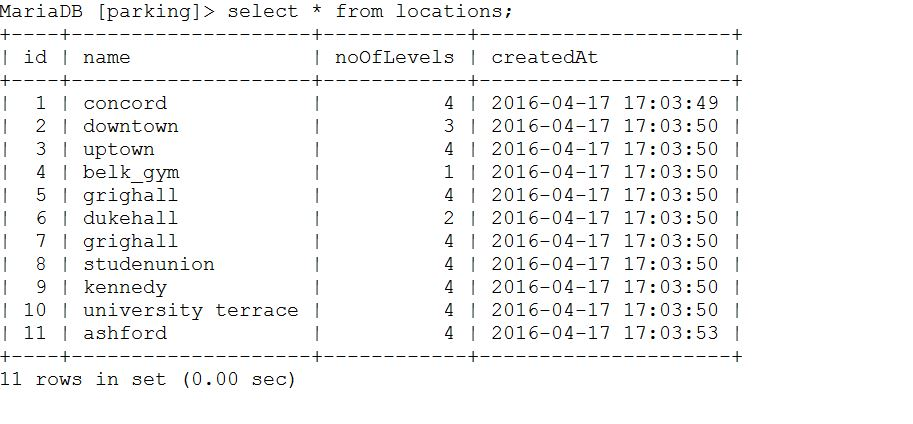 MariaDB [parking]> select * from locations;
+----+---------------------+-------------+---------------------+
| id | name                | noOfLevels | createdAt           |
+----+---------------------+-------------+---------------------+
|  1 | concord             |          4 | 2016-04-17 17:03:49 |
|  2 | downtown            |          3 | 2016-04-17 17:03:50 |
|  3 | uptown              |          4 | 2016-04-17 17:03:50 |
|  4 | belk_gym            |          1 | 2016-04-17 17:03:50 |
|  5 | grighall            |          4 | 2016-04-17 17:03:50 |
|  6 | dukehall            |          2 | 2016-04-17 17:03:50 |
|  7 | grighall            |          4 | 2016-04-17 17:03:50 |
|  8 | studenunion         |          4 | 2016-04-17 17:03:50 |
|  9 | kennedy             |          4 | 2016-04-17 17:03:50 |
| 10 | university terrace |          4 | 2016-04-17 17:03:50 |
| 11 | ashford             |          4 | 2016-04-17 17:03:53 |
+----+---------------------+-------------+---------------------+
11 rows in set (0.00 sec)